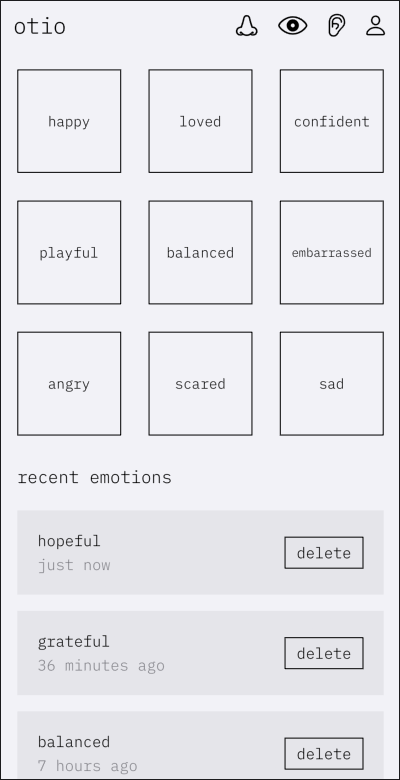 otio
happy loved confident
playful balanced embarrassed
angry scared sad
recent emotions
hopeful
just now
delete
grateful
36 minutes ago
delete
balanced
7 hours ago
delete